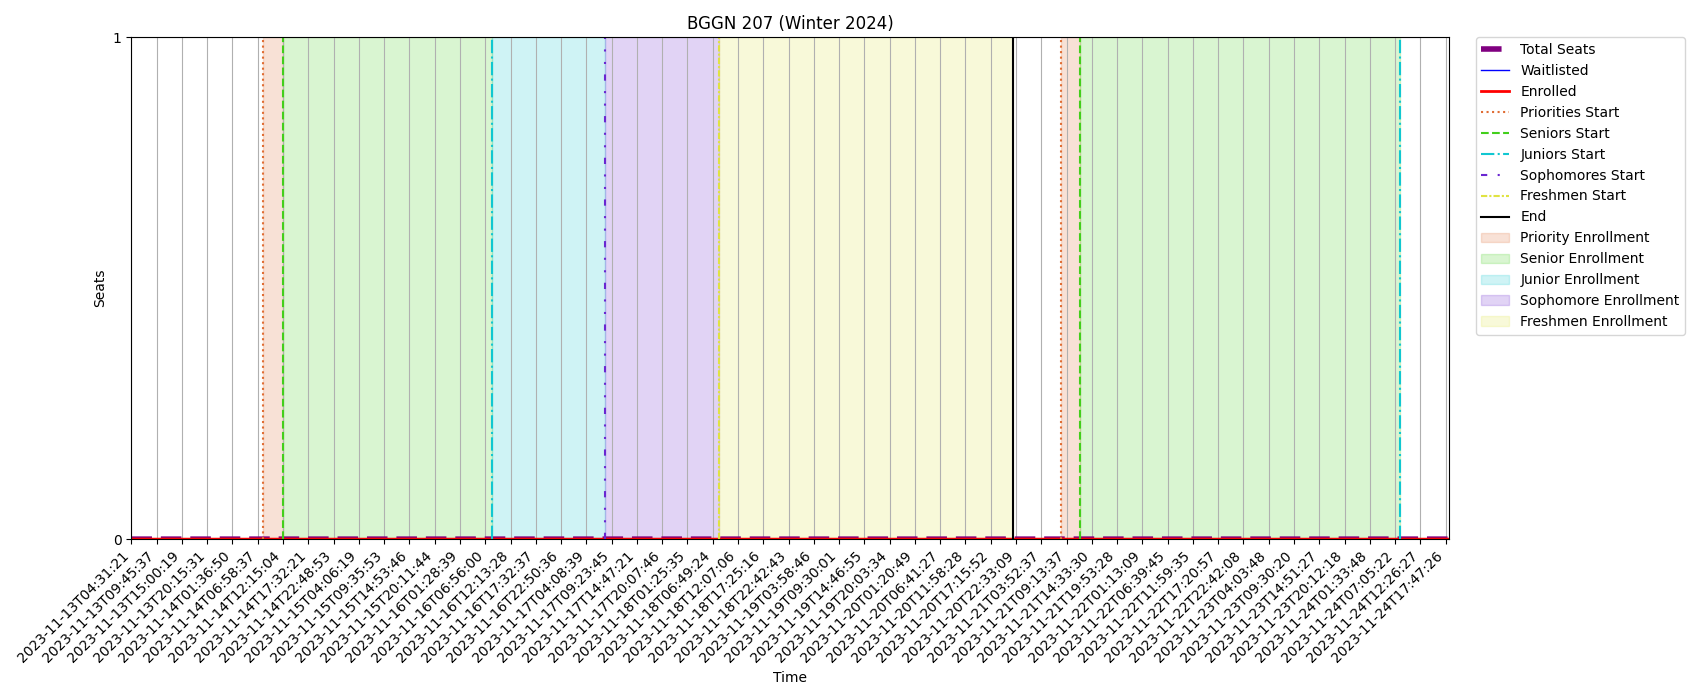 BGGN 207 (Winter 2024)
1
0
Seats
Total Seats
Waitlisted
Enrolled
Priorities Start
Seniors Start
Juniors Start
Sophomores Start
Freshmen Start
End
Priority Enrollment
Senior Enrollment
Junior Enrollment
Sophomore Enrollment
Freshmen Enrollment
2023-11-13T04:31:21
2023-11-13T09:45:37
2023-11-13T15:00:19
2023-11-13T20:15:31
2023-11-14T01:36:50
2023-11-14T06:58:37
2023-11-14T12:15:04
2023-11-14T17:32:21
2023-11-14T22:48:53
2023-11-15T04:06:19
2023-11-15T09:35:53
2023-11-15T14:53:46
2023-11-15T20:11:44
2023-11-16T01:28:39
2023-11-16T06:56:00
2023-11-16T12:13:28
2023-11-16T17:32:37
2023-11-16T22:50:36
2023-11-17T04:08:39
2023-11-17T09:23:45
2023-11-17T14:47:21
2023-11-17T20:07:46
2023-11-18T01:25:35
2023-11-18T06:49:24
2023-11-18T12:07:06
2023-11-18T17:25:16
2023-11-18T22:42:43
2023-11-19T03:58:46
2023-11-19T09:30:01
2023-11-19T14:46:55
2023-11-19T20:03:34
2023-11-20T01:20:49
2023-11-20T06:41:27
2023-11-20T11:58:28
2023-11-20T17:15:52
2023-11-20T22:33:09
2023-11-21T03:52:37
2023-11-21T09:13:37
2023-11-21T14:33:30
2023-11-21T19:53:28
2023-11-22T01:13:09
2023-11-22T06:39:45
2023-11-22T11:59:35
2023-11-22T17:20:57
2023-11-22T22:42:08
2023-11-23T04:03:48
2023-11-23T09:30:20
2023-11-23T14:51:27
2023-11-23T20:12:18
2023-11-24T01:33:48
2023-11-24T07:05:22
2023-11-24T12:26:27
2023-11-24T17:47:26
Time